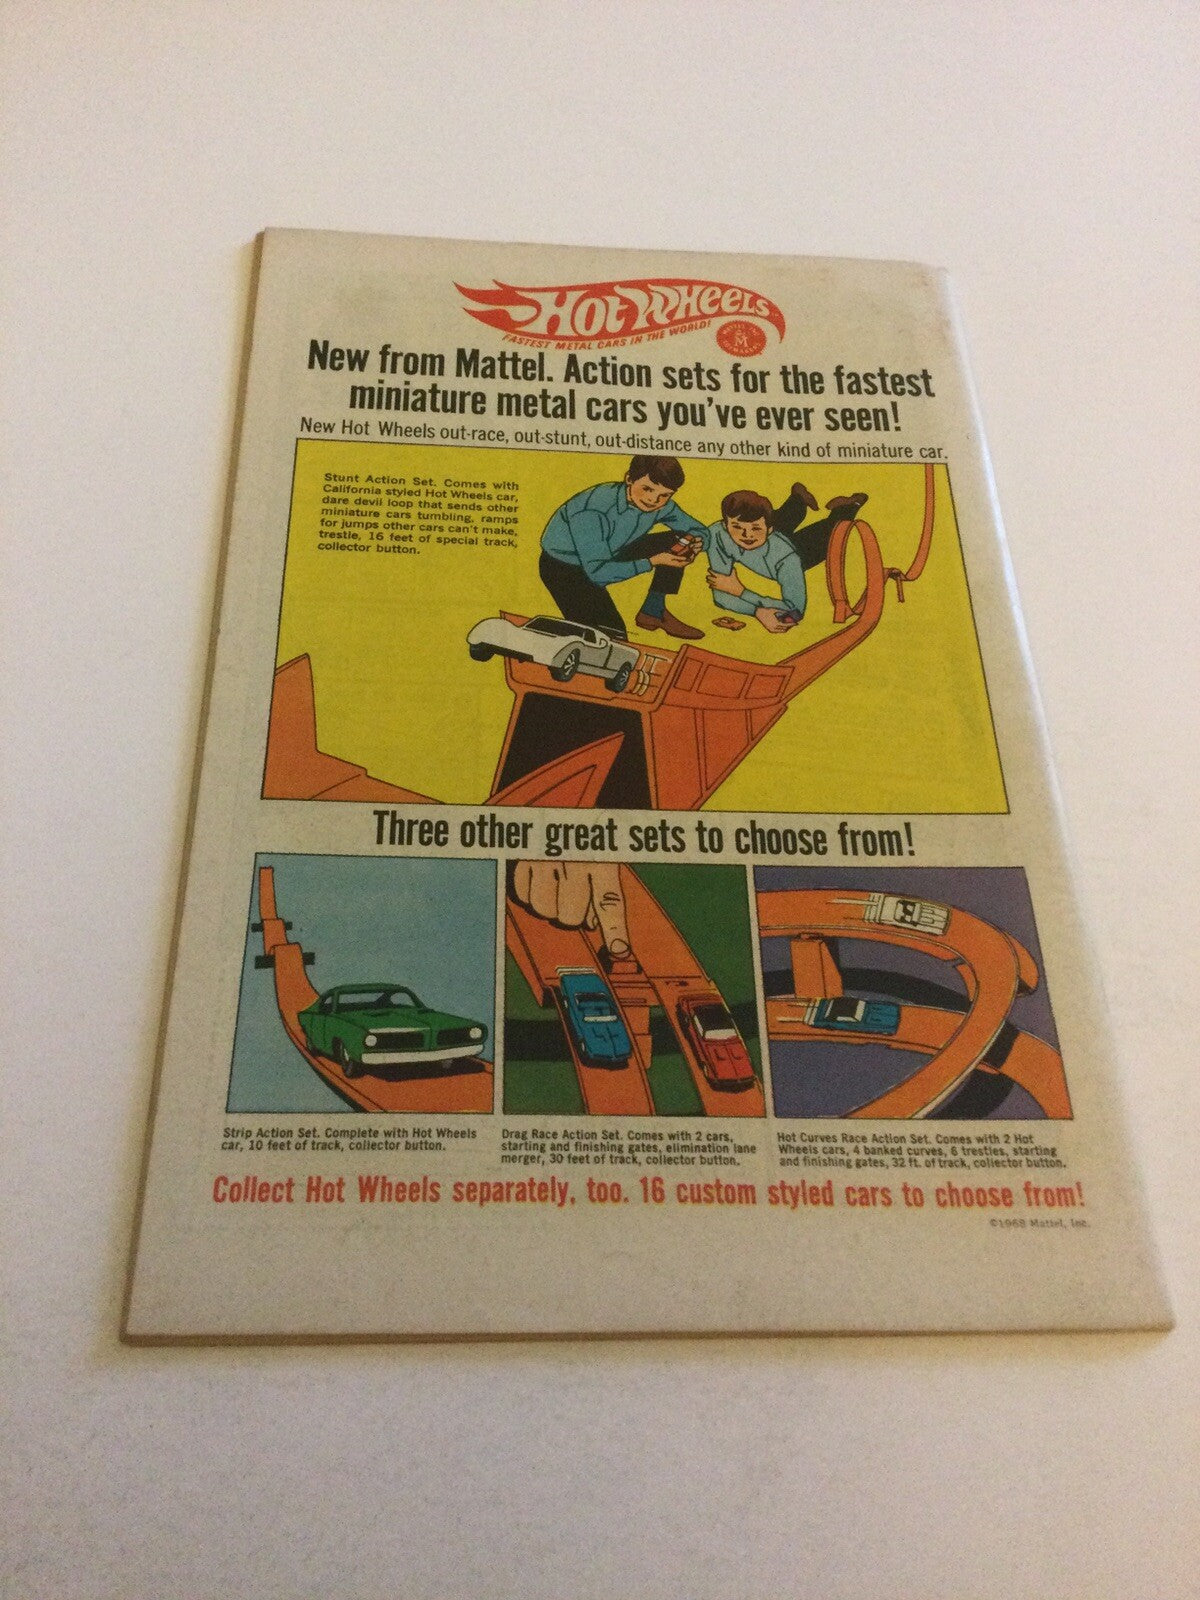 HOT WHEELS
FASTEST METAL CARS IN THE WORLD!
M
New from Mattel. Action sets for the fastest
miniature metal cars you've ever seen!
New Hot Wheels out-race, out-stunt, out-distance any other kind of miniature car.
Stunt Action Set. Comes with
California styled Hot Wheels car,
dare devil loop that sends other
miniature cars tumbling, ramps
for jumps other cars can't make,
trestle, 16 feet of special track,
collector button.
Three other great sets to choose from!
Strip Action Set. Complete with Hot Wheels
car, 10 feet of track, collector button.
Drag Race Action Set. Comes with 2 cars,
starting and finishing gates, elimination lane
merger, 30 feet of track, collector button.
Hot Curves Race Action Set. Comes with 2 Hot
Wheels cars, 4 banked curves, 6 trestles, starting
and finishing gates, 32 ft. of track, collector button.
Collect Hot Wheels separately, too. 16 custom styled cars to choose from!
©1968 Mattel, Inc.